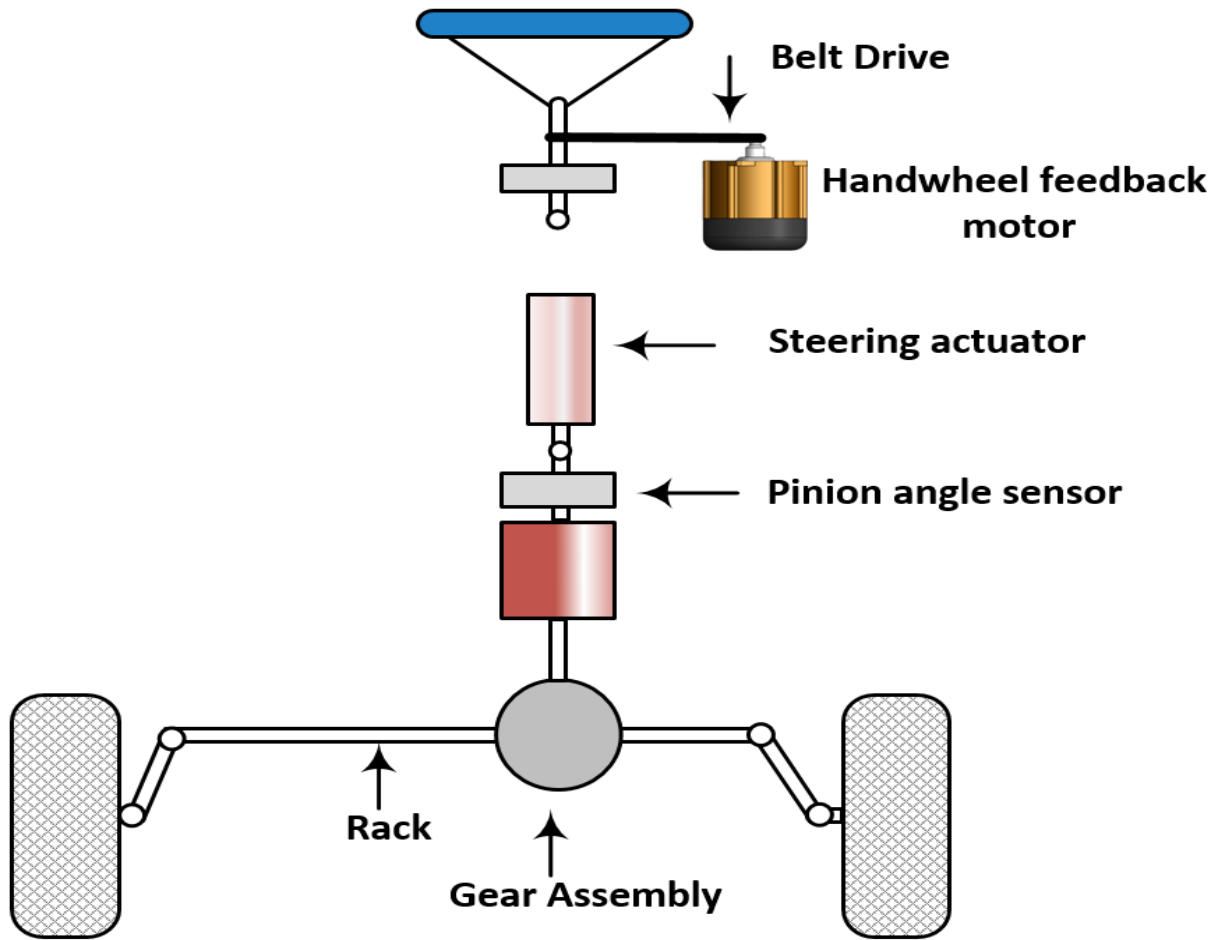 Belt Drive
Handwheel feedback
motor
Steering actuator
Pinion angle sensor
Rack
Gear Assembly